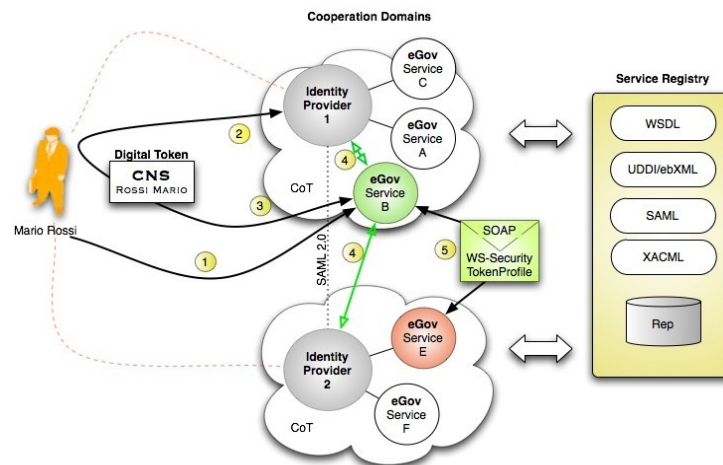 Cooperation Domains
eGov
Service
C
Identity
Provider
1
Service Registry
WSDL
2
eGov
Service
A
Digital Token
CNS
ROSSI MARIO
4
UDDI/ebXML
CoT
eGov
Service
B
3
SAML
Mario Rossi
SOAP
WS-Security
TokenProfile
5
1
SAML 2.0
4
XACML
eGov
Service
E
Rep
Identity
Provider
2
eGov
Service
F
CoT